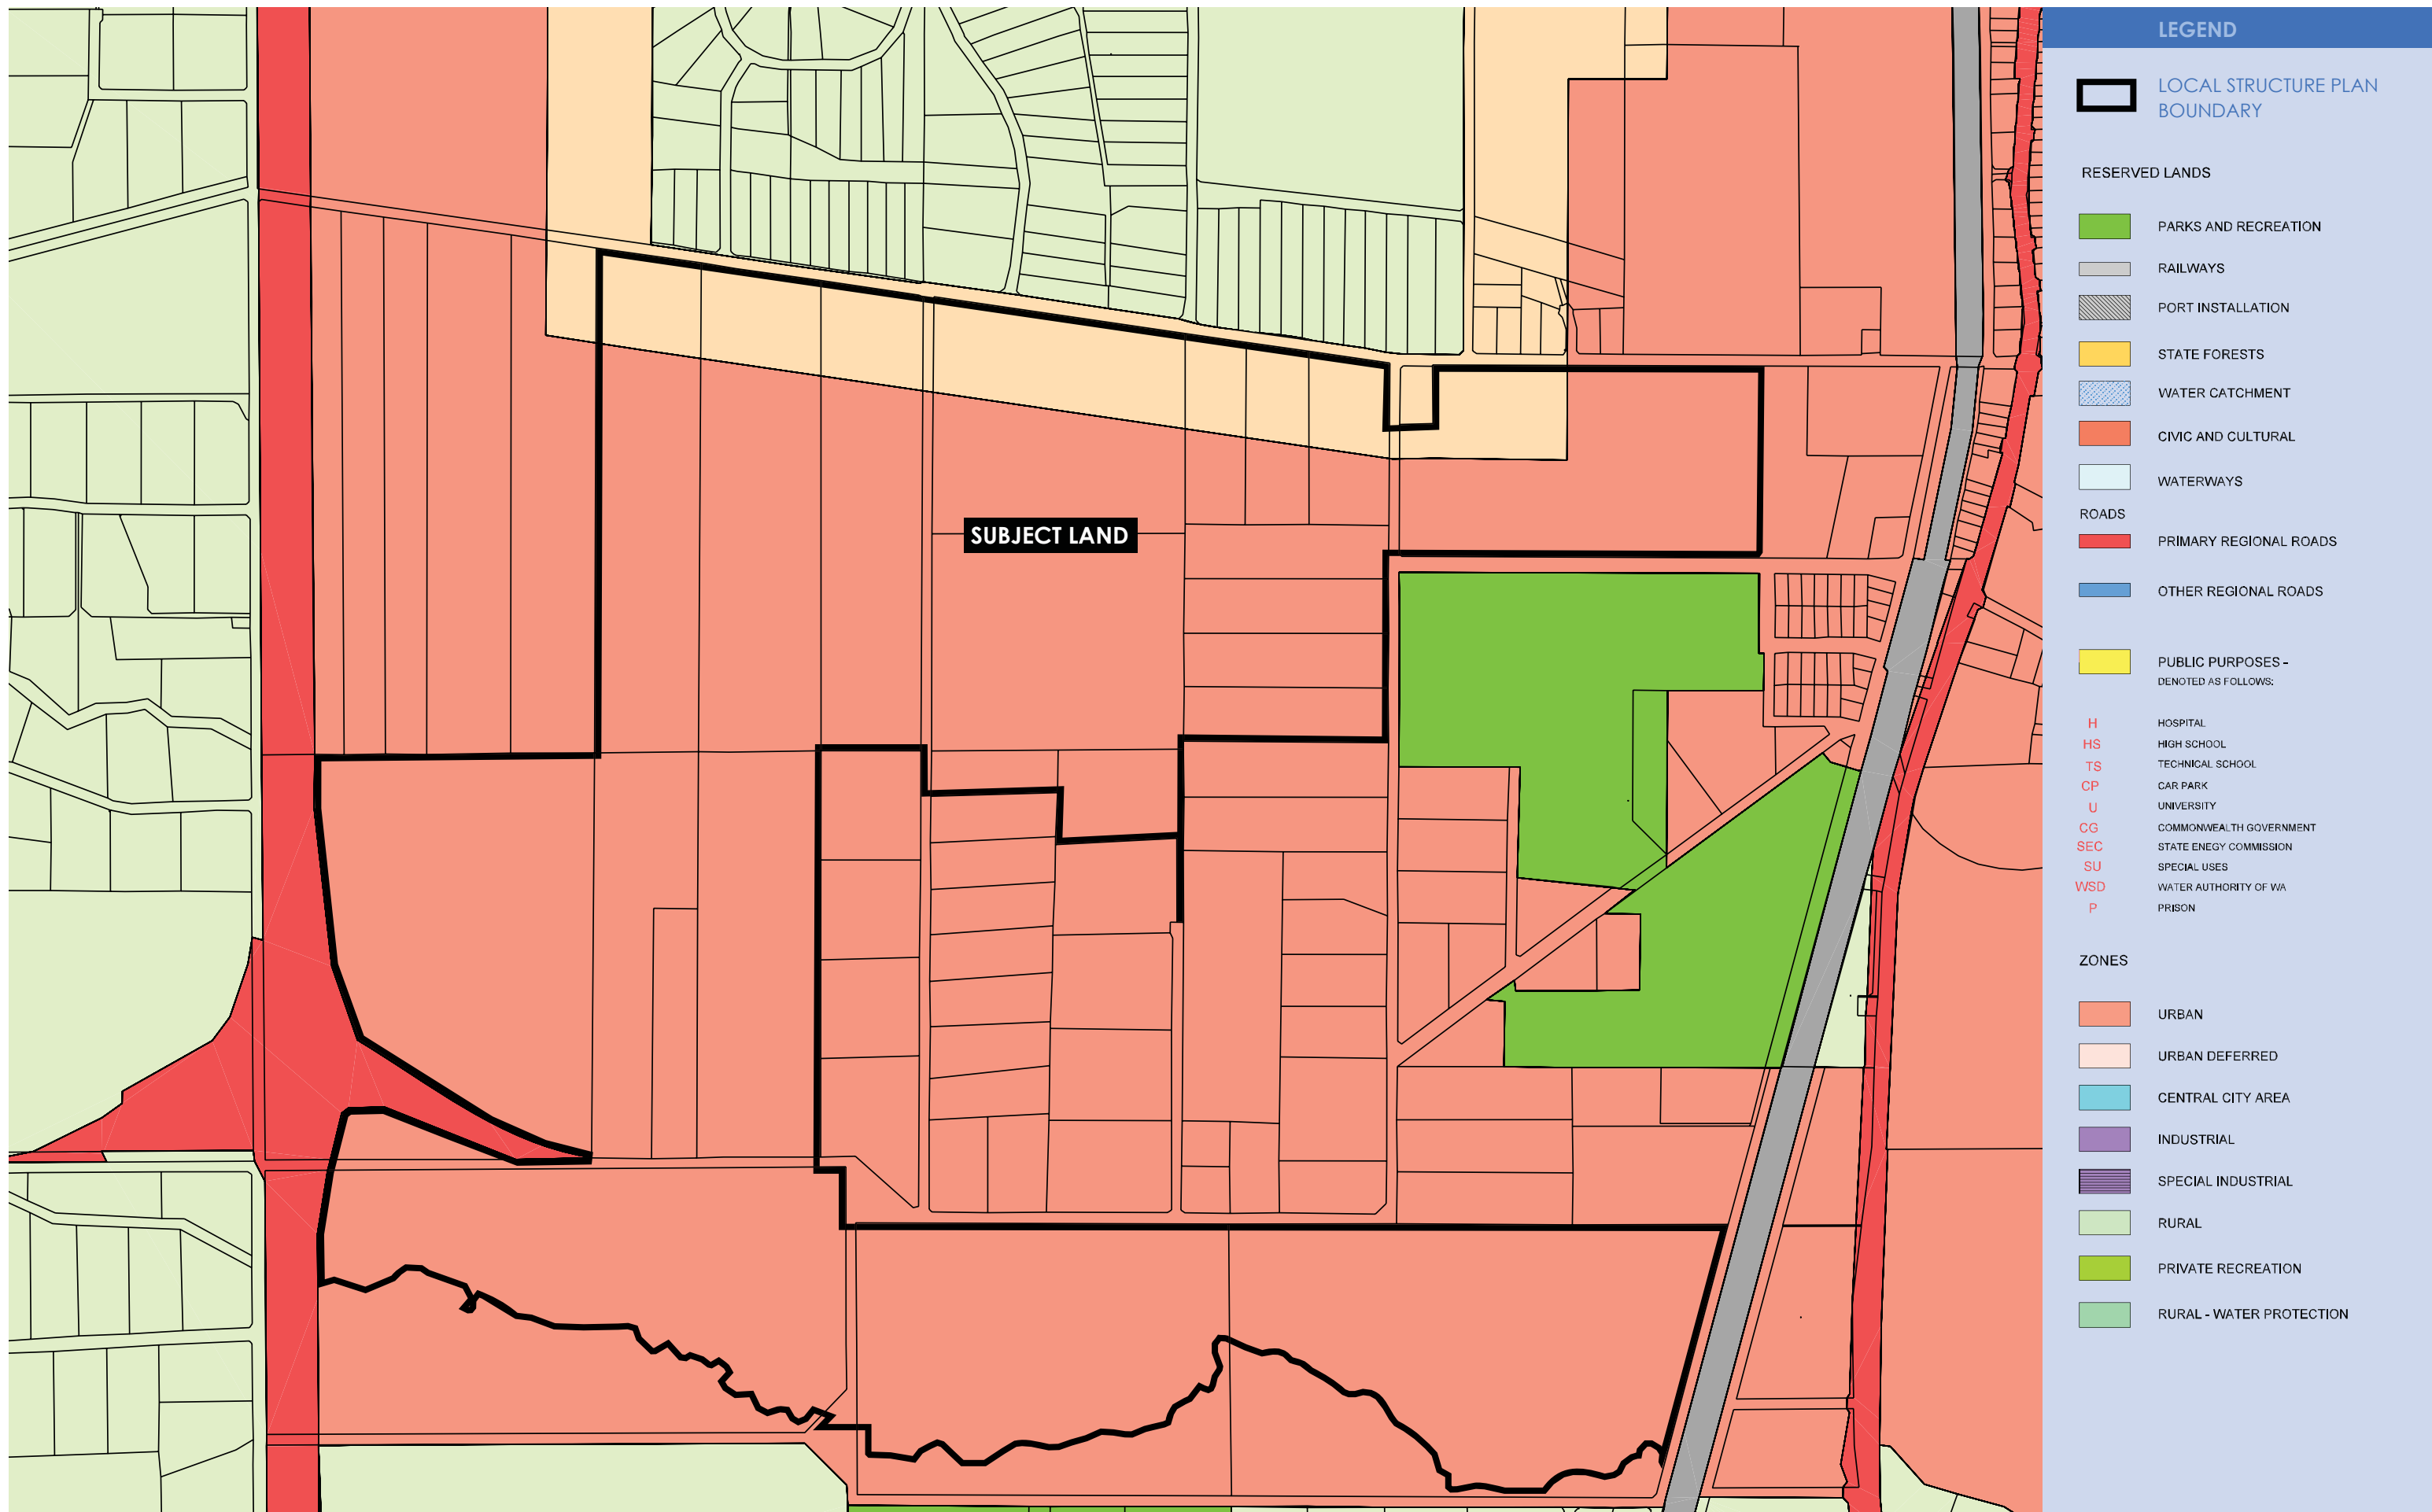 SUBJECT LAND
LEGEND
LOCAL STRUCTURE PLAN
BOUNDARY
RESERVED LANDS
PARKS AND RECREATION
RAILWAYS
PORT INSTALLATION
STATE FORESTS
WATER CATCHMENT
CIVIC AND CULTURAL
WATERWAYS
ROADS
PRIMARY REGIONAL ROADS
OTHER REGIONAL ROADS
PUBLIC PURPOSES -
DENOTED AS FOLLOWS:
H HOSPITAL
HS HIGH SCHOOL
TS TECHNICAL SCHOOL
CP CAR PARK
U UNIVERSITY
CG COMMONWEALTH GOVERNMENT
SEC STATE ENEGY COMMISSION
SU SPECIAL USES
WSD WATER AUTHORITY OF WA
P PRISON
ZONES
URBAN
URBAN DEFERRED
CENTRAL CITY AREA
INDUSTRIAL
SPECIAL INDUSTRIAL
RURAL
PRIVATE RECREATION
RURAL - WATER PROTECTION